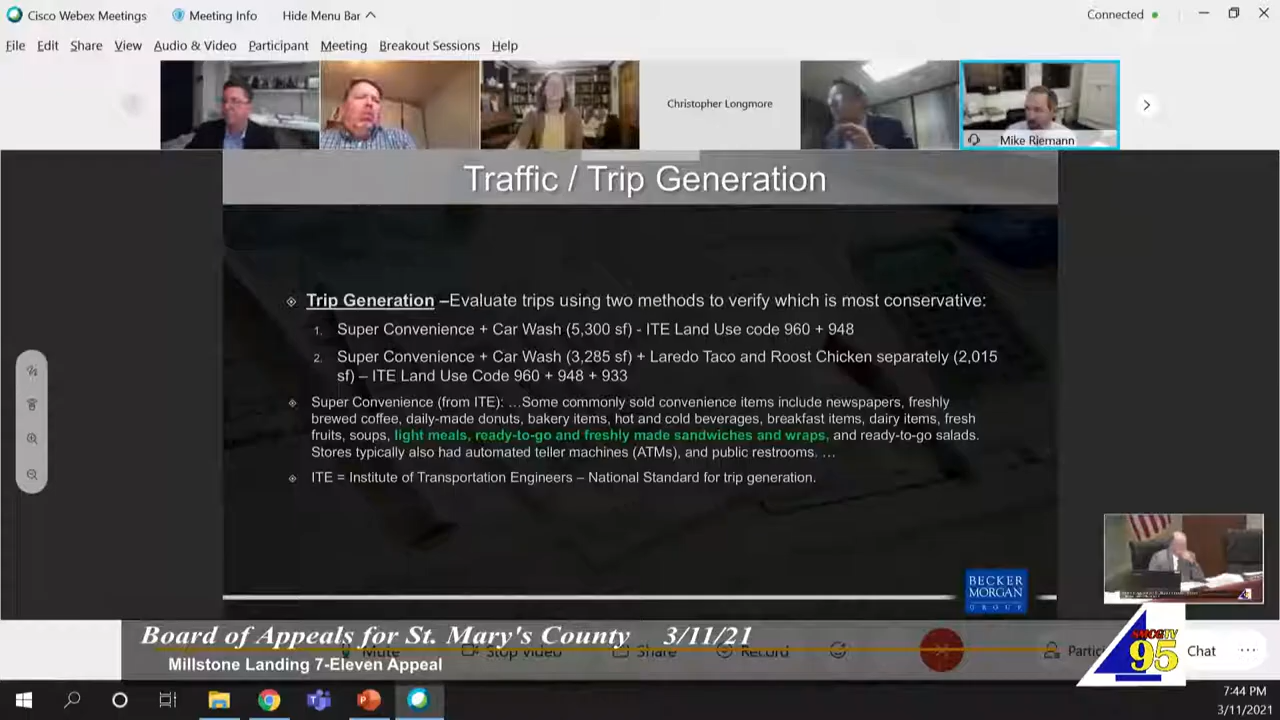 Cisco Webex Meetings
Meeting Info
Hide Menu Bar
Connected
File Edit Share View Audio & Video Participant Meeting Breakout Sessions Help
Christopher Longmore
Mike Riemann
Traffic / Trip Generation
Trip Generation –Evaluate trips using two methods to verify which is most conservative:
1. Super Convenience + Car Wash (5,300 sf) - ITE Land Use code 960 + 948
2. Super Convenience + Car Wash (3,285 sf) + Laredo Taco and Roost Chicken separately (2,015
sf) – ITE Land Use Code 960 + 948 + 933
Super Convenience (from ITE): …Some commonly sold convenience items include newspapers, freshly
brewed coffee, daily-made donuts, bakery items, hot and cold beverages, breakfast items, dairy items, fresh
fruits, soups, light meals, ready-to-go and freshly made sandwiches and wraps, and ready-to-go salads.
Stores typically also had automated teller machines (ATMs), and public restrooms. …
ITE = Institute of Transportation Engineers – National Standard for trip generation.
BECKER
MORGAN
GROUP
Board of Appeals for St. Mary's County 3/11/21
Millstone Landing 7-Eleven Appeal
Mute
Stop video
Share
Record
Partici
Chat
SMCGTV
95
7:44 PM
3/11/2021